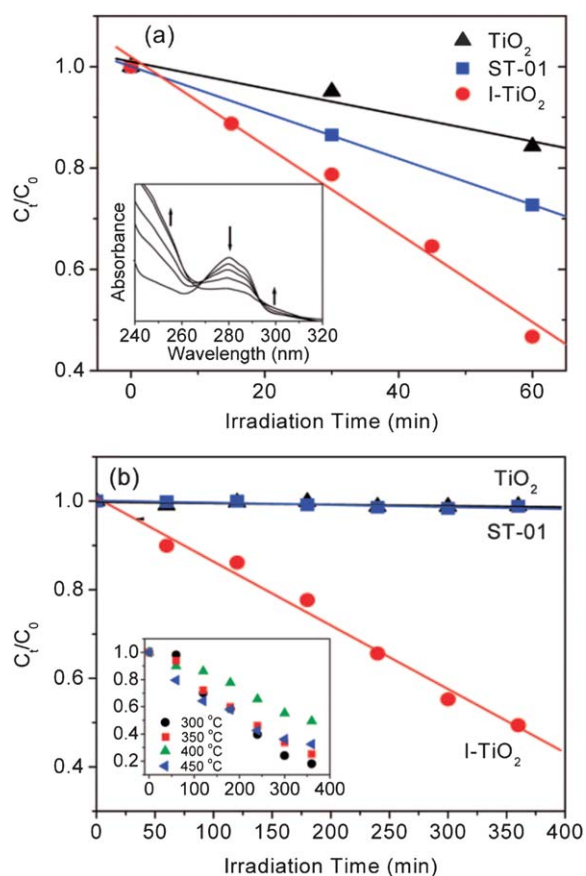 (a)
TiO2
ST-01
I-TiO2
1.0
0.8
0.6
0.4
Ct/C0
Absorbance
240 260 280 300 320
Wavelength (nm)
0 20 40 60
Irradiation Time (min)
(b)
TiO2
ST-01
1.0
0.8
0.6
0.4
Ct/C0
1.0
0.8
0.6
0.4
0.2
300 °C
350 °C
400 °C
450 °C
0 100 200 300 400
I-TiO2
0 50 100 150 200 250 300 350 400
Irradiation Time (min)